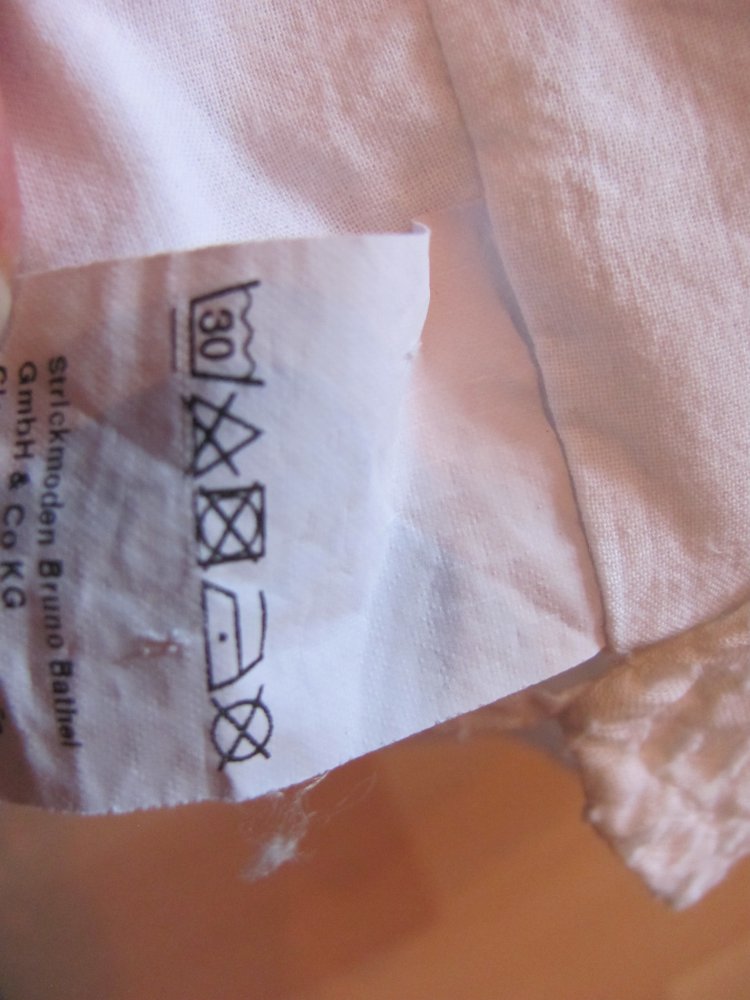 30
Strickmoden Bruno Bathel
GmbH & Co KG